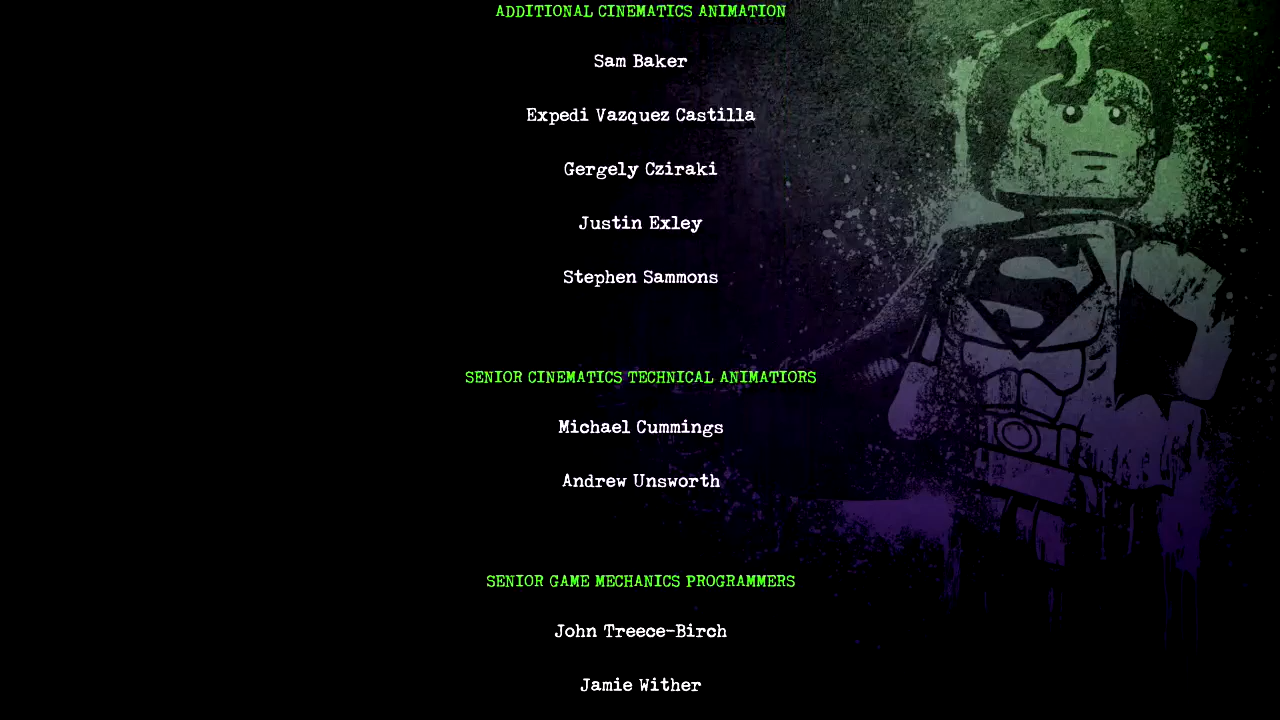 ADDITIONAL CINEMATICS ANIMATION
Sam Baker
Expedi Vazquez Castilla
Gergely Cziraki
Justin Exley
Stephen Sammons
SENIOR CINEMATICS TECHNICAL ANIMATIORS
Michael Cummings
Andrew Unsworth
SENIOR GAME MECHANICS PROGRAMMERS
John Treece-Birch
Jamie Wither